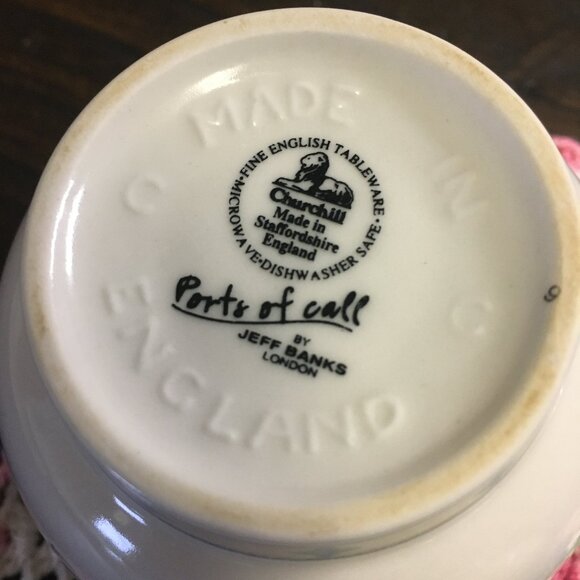 MADE IN
ENGLAND
C
C
FINE ENGLISH TABLEWARE •
MICROWAVE • DISHWASHER SAFE •
Churchill
Made in
Staffordshire
England
Ports of call
BY
JEFF BANKS
LONDON
9